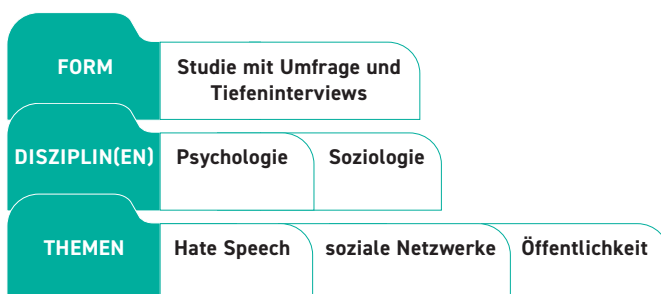 FORM
Studie mit Umfrage und
Tiefeninterviews
DISZIPLIN(EN) Psychologie Soziologie
THEMEN Hate Speech soziale Netzwerke Öffentlichkeit